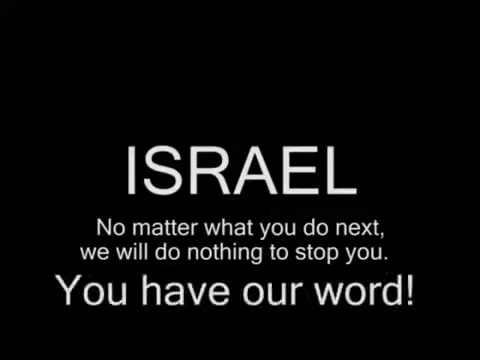 ISRAEL
No matter what you do next,
we will do nothing to stop you.
You have our word!